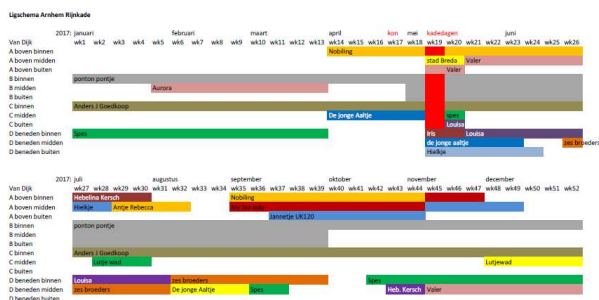 Ligschema Arnhem Rijnkade
2017: januari februari maart april kon mei kadedagen juni
Van Dijk wk1 wk2 wk3 wk4 wk5 wk6 wk7 wk8 wk9 wk10 wk11 wk12 wk13 wk14 wk15 wk16 wk17 wk18 wk19 wk20 wk21 wk22 wk23 wk24 wk25 wk26
A boven binnen Nobiling
A boven midden stad Breda Valer
A boven buiten Valer
B binnen ponton pontje
B midden Aurora
B buiten
C binnen Anders J Goedkoop
C midden De jonge Aaltje spes
C buiten Louisa
D beneden binnen Spes Iris Louisa
D beneden midden de jonge aaltje zes broeders
D beneden buiten Hielkje
2017: juli augustus september oktober november december
Van Dijk wk27 wk28 wk29 wk30 wk31 wk32 wk33 wk34 wk35 wk36 wk37 wk38 wk39 wk40 wk41 wk42 wk43 wk44 wk45 wk46 wk47 wk48 wk49 wk50 wk51 wk52
A boven binnen Hebelina Kersch Nobiling
A boven midden Hielkje Antje Rebecca
A boven buiten Jannetje UK120
B binnen ponton pontje
B midden
B buiten
C binnen Anders J Goedkoop
C midden Lutje wad Lutjewad
C buiten
D beneden binnen Louisa zes broeders Spes
D beneden midden zes broeders De jonge Aaltje Spes Heb. Kersch Valer
D beneden buiten